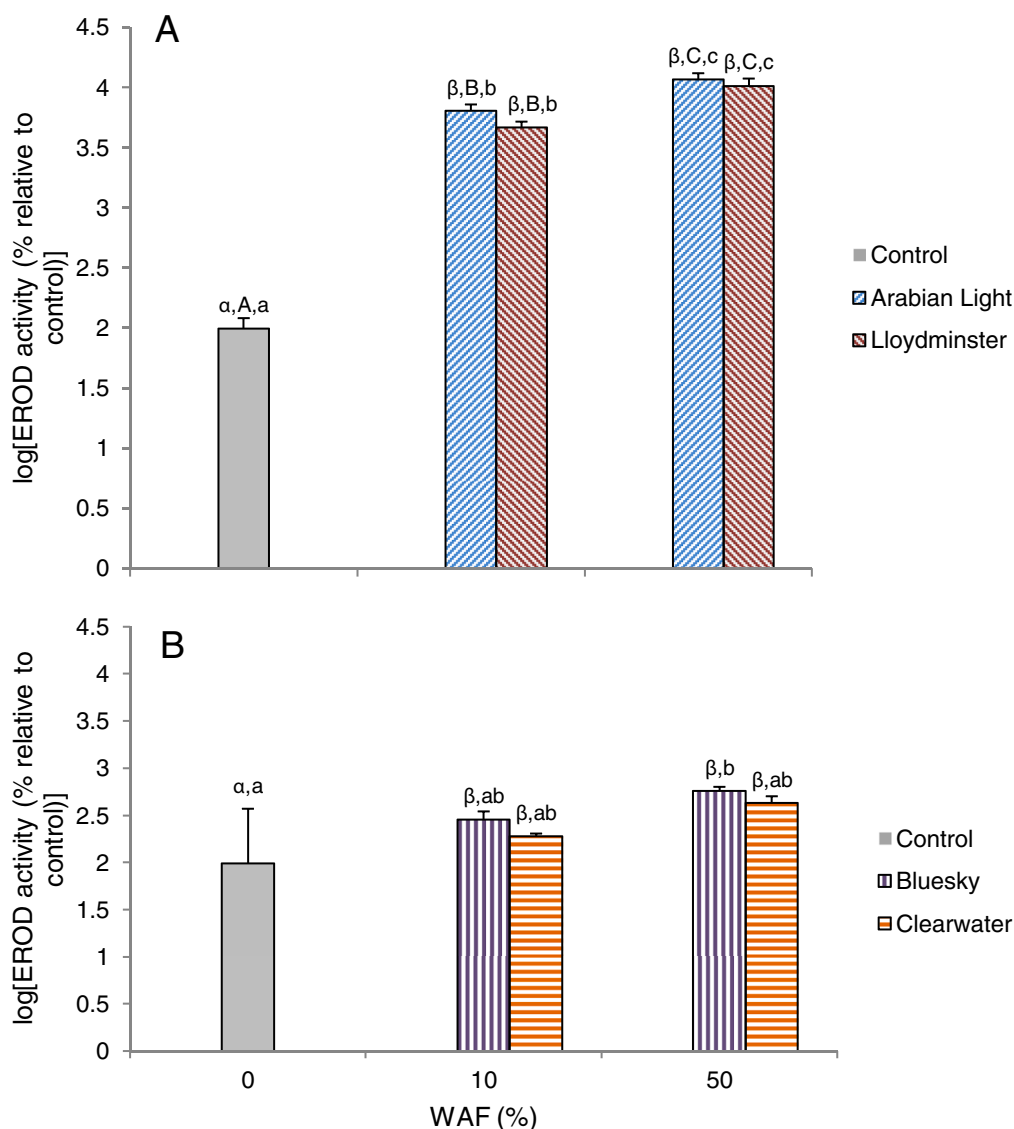 A
log[EROD activity (% relative to
control)]
4.5
4
3.5
3
2.5
2
1.5
1
0.5
0
α,A,a
β,B,b
β,B,b
β,C,c
β,C,c
Control
Arabian Light
Lloydminster
B
log[EROD activity (% relative to
control)]
4.5
4
3.5
3
2.5
2
1.5
1
0.5
0
α,a
β,ab
β,ab
β,b
β,ab
Control
Bluesky
Clearwater
0
10
50
WAF (%)